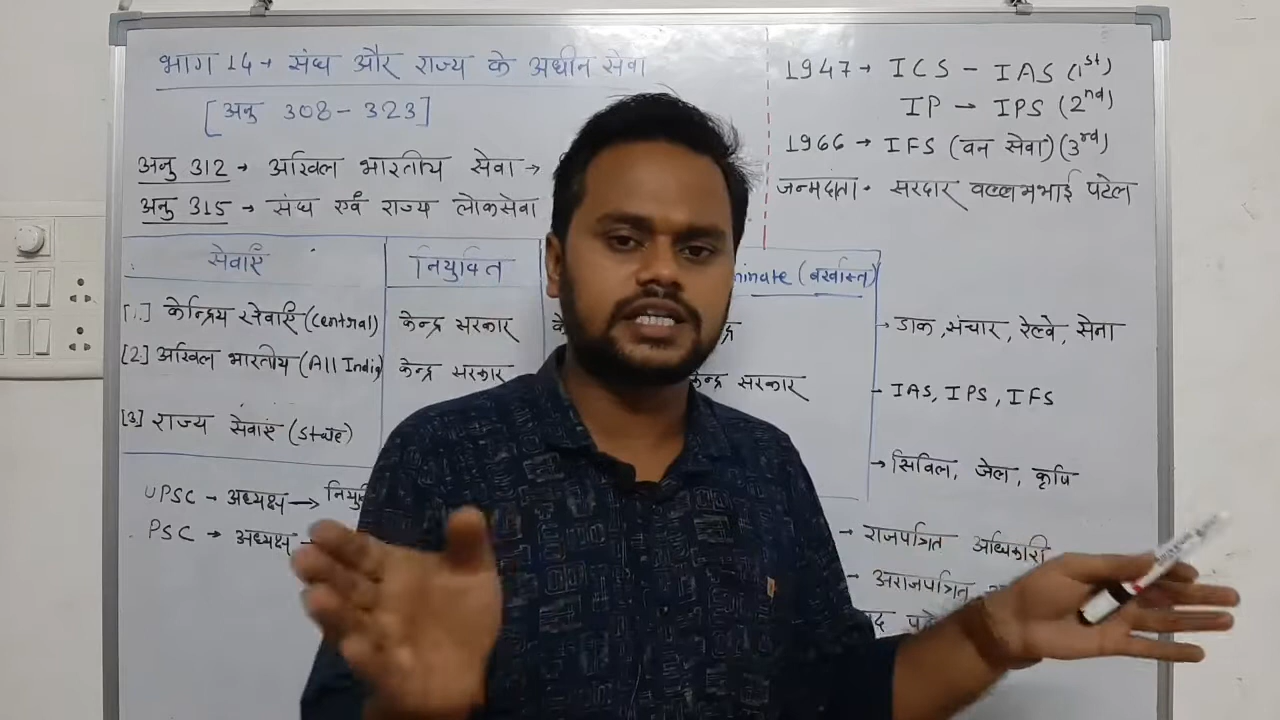 भाग 14 → संघ और राज्य के अधीन सेवा
[अनु 308 - 323]
अनु 312 → अखिल भारतीय सेवा →
अनु 315 → संघ एवं राज्य लोकसेवा
1947 → ICS - IAS (1st)
IP → IPS (2nd)
1966 → IFS (वन सेवा) (3rd)
जन्मदाता - सरदार वल्लभभाई पटेल
सेवाएँ नियुक्ति minate (बर्खास्त)
[1.] केन्द्रिय सेवाएँ (Central) केन्द्र सरकार → डाक, संचार, रेल्वे, सेना
[2.] अखिल भारतीय (All India) केन्द्र सरकार केन्द्र सरकार - IAS, IPS, IFS
[3] राज्य सेवाएं (State) → सिविल, जेल, कृषि
UPSC → अध्यक्ष →
PSC → अध्यक्ष →
- राजपत्रित अधिकारी
- अराजपत्रित